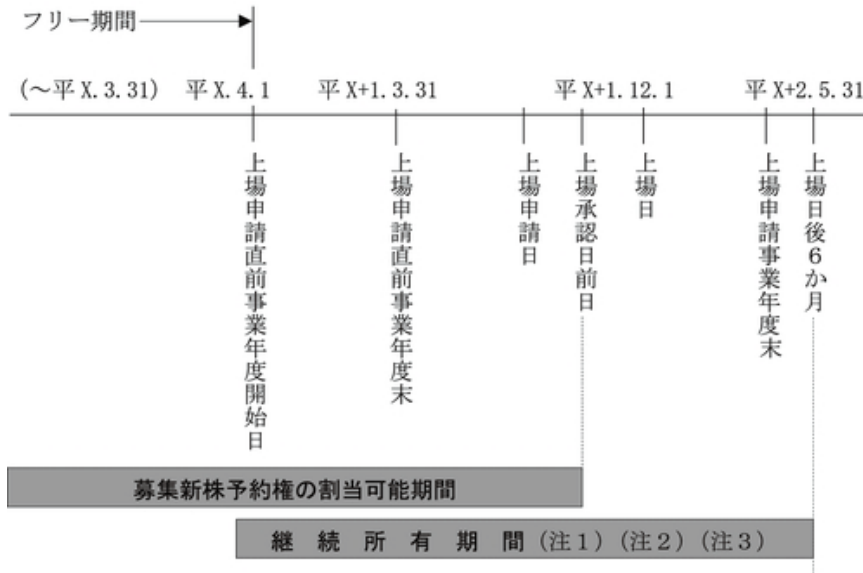 フリー期間
(～平X.3.31) 平X.4.1 平X+1.3.31 平X+1.12.1 平X+2.5.31
上場申請直前事業年度開始日
上場申請直前事業年度末
上場申請日
上場承認日前日
上場日
上場申請事業年度末
上場日後6か月
募集新株予約権の割当可能期間
継続所有期間(注1)(注2)(注3)